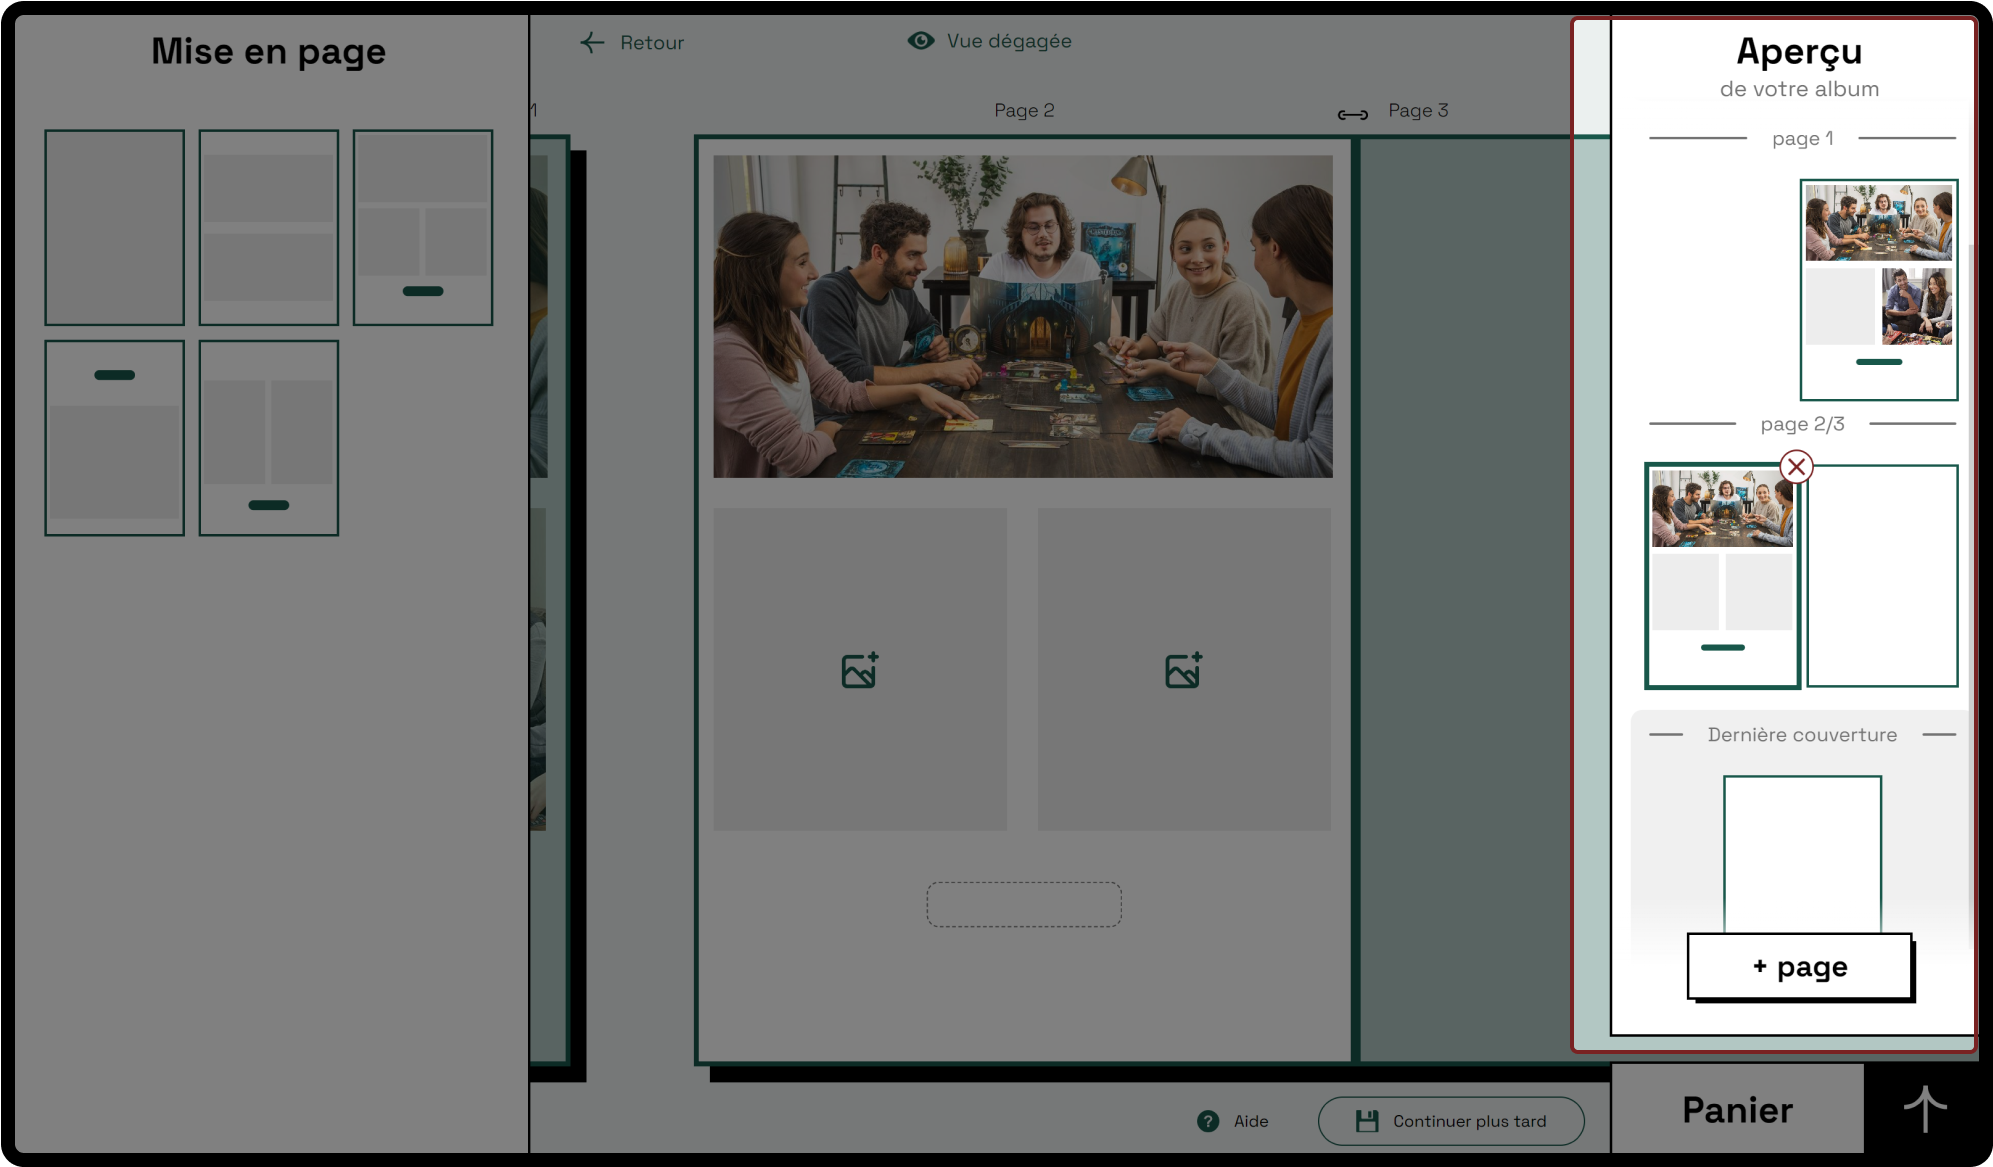 Mise en page
Retour
Vue dégagée
1
Page 2
Page 3
?
Aide
Continuer plus tard
Aperçu
de votre album
page 1
page 2/3
Dernière couverture
+ page
Panier